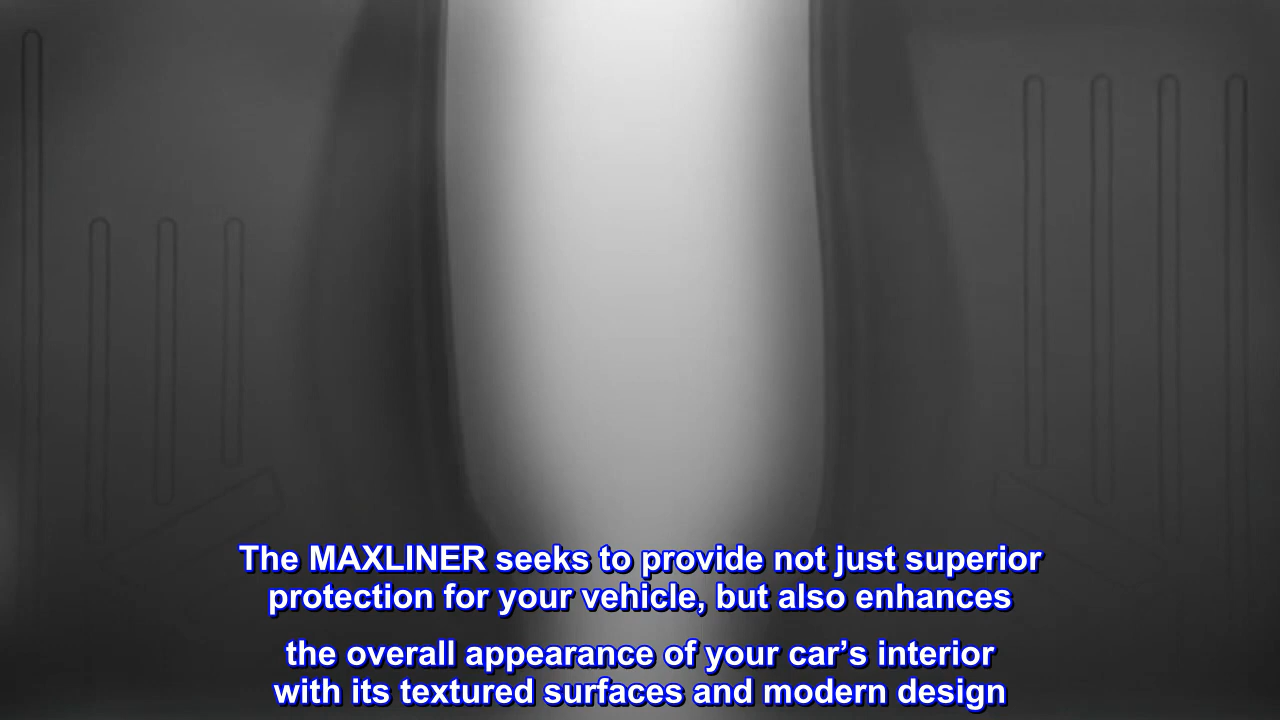 The MAXLINER seeks to provide not just superior
protection for your vehicle, but also enhances
the overall appearance of your car’s interior
with its textured surfaces and modern design